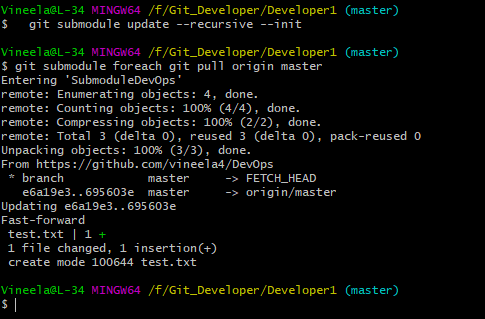 Vineela@L-34 MINGW64 /f/Git_Developer/Developer1 (master)
$   git submodule update --recursive --init

Vineela@L-34 MINGW64 /f/Git_Developer/Developer1 (master)
$ git submodule foreach git pull origin master
Entering 'SubmoduleDevOps'
remote: Enumerating objects: 4, done.
remote: Counting objects: 100% (4/4), done.
remote: Compressing objects: 100% (2/2), done.
remote: Total 3 (delta 0), reused 3 (delta 0), pack-reused 0
Unpacking objects: 100% (3/3), done.
From https://github.com/vineela4/DevOps
 * branch            master     -> FETCH_HEAD
   e6a19e3..695603e  master     -> origin/master
Updating e6a19e3..695603e
Fast-forward
 test.txt | 1 +
 1 file changed, 1 insertion(+)
 create mode 100644 test.txt

Vineela@L-34 MINGW64 /f/Git_Developer/Developer1 (master)
$